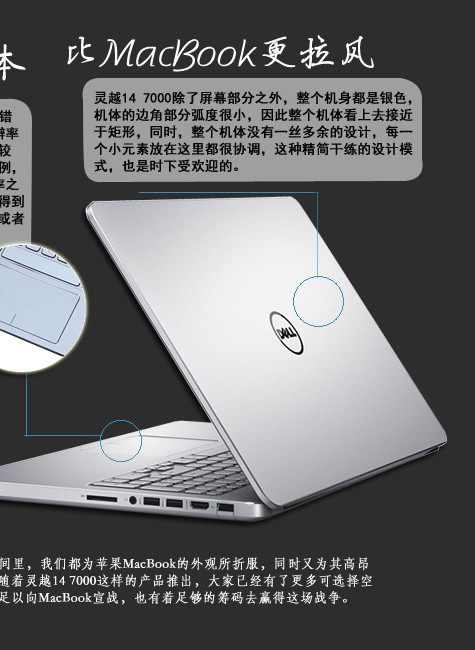 本
比MacBook更拉风
灵越14 7000除了屏幕部分之外，整个机身都是银色，
机体的边角部分弧度很小，因此整个机体看上去接近
于矩形，同时，整个机体没有一丝多余的设计，每一
个小元素放在这里都很协调，这种精简干练的设计模
式，也是时下受欢迎的。
错
辨率
较
例，
率之
得到
或者
DELL
间里，我们都为苹果MacBook的外观所折服，同时又为其高昂
随着灵越14 7000这样的产品推出，大家已经有了更多可选择空
足以向MacBook宣战，也有着足够的筹码去赢得这场战争。